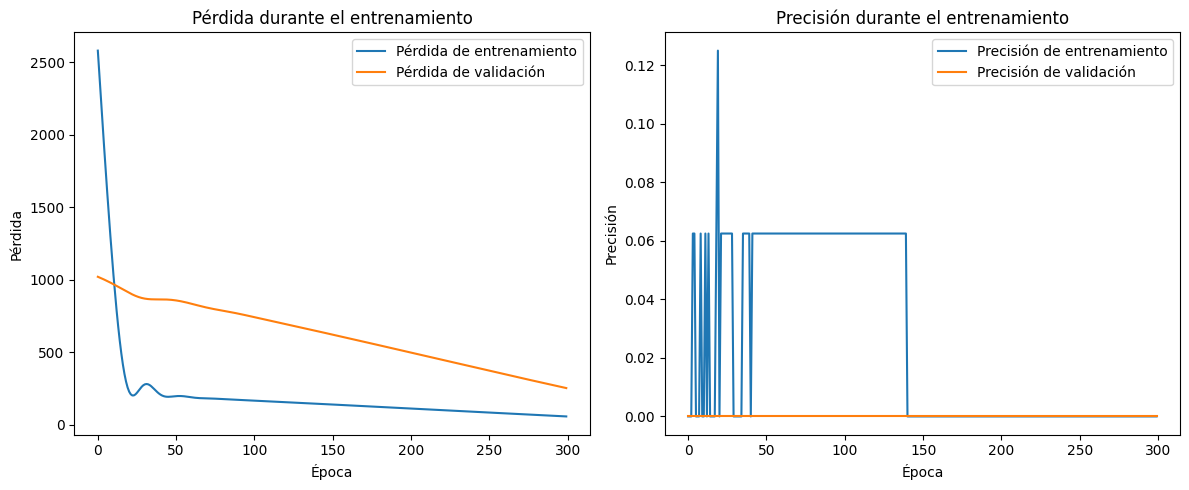 Pérdida durante el entrenamiento
Pérdida de entrenamiento
Pérdida de validación
2500
2000
1500
1000
500
0
Pérdida
0 50 100 150 200 250 300
Época
Precisión durante el entrenamiento
Precisión de entrenamiento
Precisión de validación
0.12
0.10
0.08
0.06
0.04
0.02
0.00
Precisión
0 50 100 150 200 250 300
Época